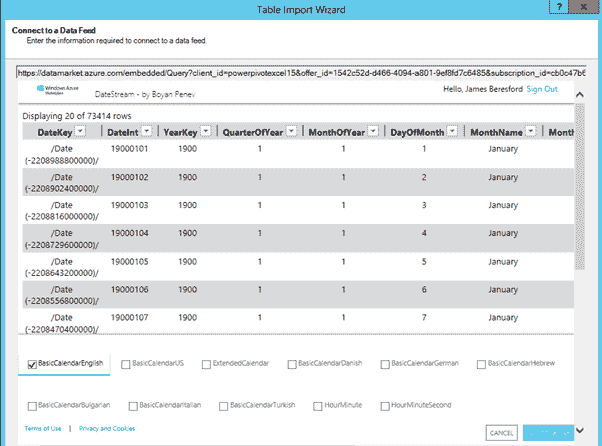 Table Import Wizard
? x
Connect to a Data Feed
Enter the information required to connect to a data feed.
https://datamarket.azure.com/embedded/Query?client_id=powerpivotexcel15&offer_id=1542c52d-d466-4094-a801-9ef8fd7c6485&subscription_id=cb0c47b6
Windows Azure
Marketplace
DateStream - by Boyan Penev
Hello, James Beresford Sign Out
Displaying 20 of 73414 rows
DateKey DateInt YearKey QuarterOfYear MonthOfYear DayOfMonth MonthName Month
/Date
(-2208988800000)/ 19000101 1900 1 1 1 January
/Date
(-2208902400000)/ 19000102 1900 1 1 2 January
/Date
(-2208816000000)/ 19000103 1900 1 1 3 January
/Date
(-2208729600000)/ 19000104 1900 1 1 4 January
/Date
(-2208643200000)/ 19000105 1900 1 1 5 January
/Date
(-2208556800000)/ 19000106 1900 1 1 6 January
/Date
(-2208470400000)/ 19000107 1900 1 1 7 January
BasicCalendarEnglish BasicCalendarUS ExtendedCalendar BasicCalendarDanish BasicCalendarGerman BasicCalendarHebrew
BasicCalendarBulgarian BasicCalendarItalian BasicCalendarTurkish HourMinute HourMinuteSecond
Terms of Use | Privacy and Cookies
CANCEL